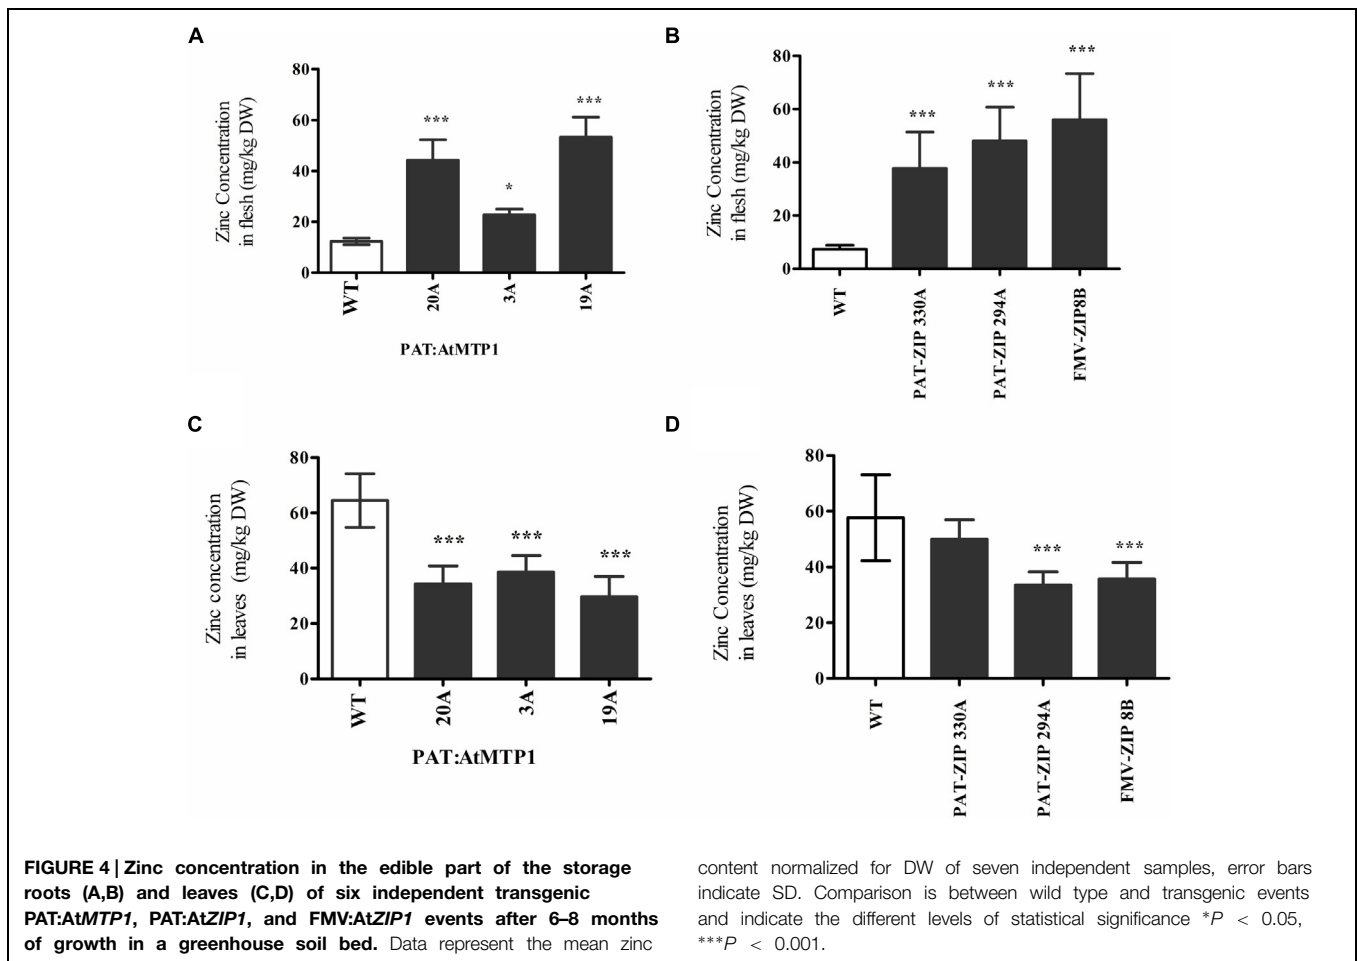 A
Zinc Concentration
in flesh (mg/kg DW)
80
60
40
20
0
***
*
***
WT
20A
3A
19A
PAT:AtMTP1
B
Zinc Concentration
in flesh (mg/kg DW)
80
60
40
20
0
***
***
***
WT
PAT-ZIP 330A
PAT-ZIP 294A
FMV-ZIP8B
C
Zinc concentration
in leaves (mg/kg DW)
80
60
40
20
0
***
***
***
WT
20A
3A
19A
PAT:AtMTP1
D
Zinc Concentration
in leaves (mg/kg DW)
80
60
40
20
0
***
***
WT
PAT-ZIP 330A
PAT-ZIP 294A
FMV-ZIP 8B
FIGURE 4 | Zinc concentration in the edible part of the storage
roots (A,B) and leaves (C,D) of six independent transgenic
PAT:AtMTP1, PAT:AtZIP1, and FMV:AtZIP1 events after 6–8 months
of growth in a greenhouse soil bed. Data represent the mean zinc
content normalized for DW of seven independent samples, error bars
indicate SD. Comparison is between wild type and transgenic events
and indicate the different levels of statistical significance *P < 0.05,
***P < 0.001.